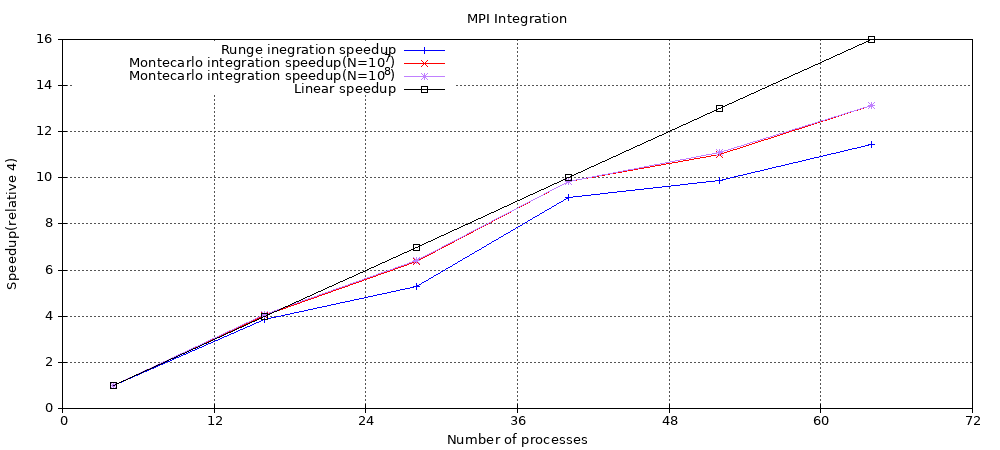 MPI Integration
Runge inegration speedup
Montecarlo integration speedup(N=10⁷)
Montecarlo integration speedup(N=10⁸)
Linear speedup
16
14
12
10
8
6
4
2
0
Speedup(relative 4)
0 12 24 36 48 60 72
Number of processes